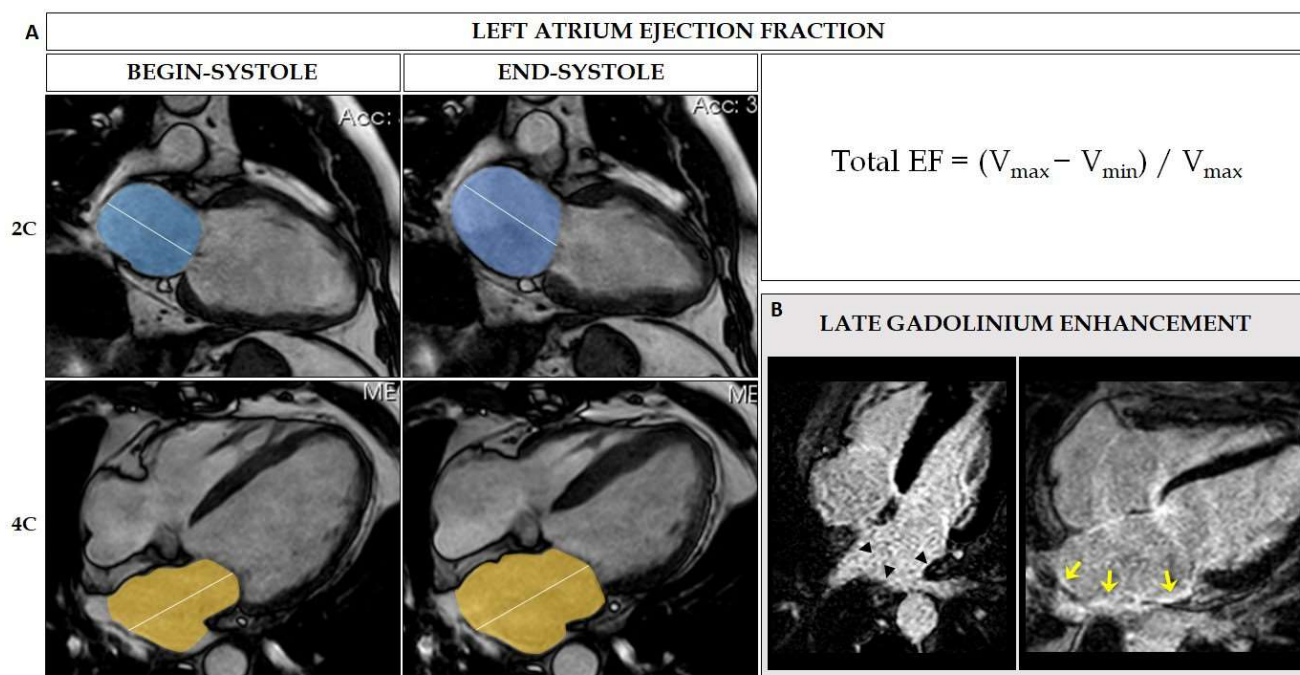 A
LEFT ATRIUM EJECTION FRACTION
BEGIN-SYSTOLE
END-SYSTOLE
Acc:
Acc: 3
Total EF = (Vmax – Vmin) / Vmax
2C
B
LATE GADOLINIUM ENHANCEMENT
ME
ME
4C